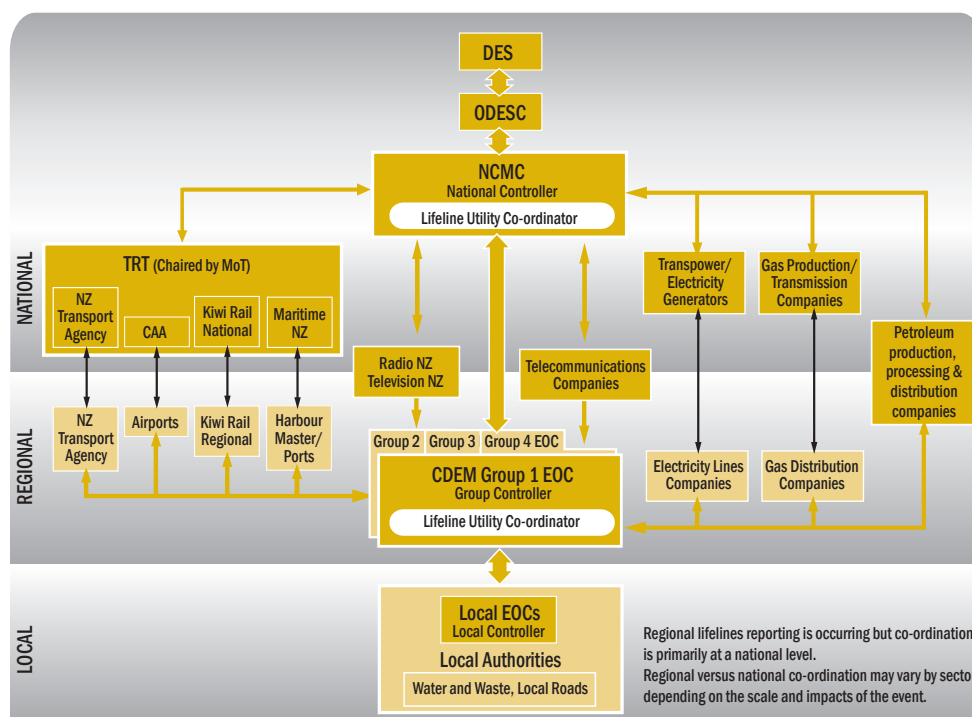 DES
ODESC
NCMC
National Controller
Lifeline Utility Co-ordinator
NATIONAL
TRT (Chaired by MoT)
NZ
Transport
Agency
CAA
Kiwi Rail
National
Maritime
NZ
Transpower/
Electricity
Generators
Gas Production/
Transmission
Companies
Radio NZ
Television NZ
Telecommunications
Companies
Petroleum
production,
processing &
distribution
companies
REGIONAL
NZ
Transport
Agency
Airports
Kiwi Rail
Regional
Harbour
Master/
Ports
Group 2
Group 3
Group 4 EOC
CDEM Group 1 EOC
Group Controller
Lifeline Utility Co-ordinator
Electricity Lines
Companies
Gas Distribution
Companies
LOCAL
Local EOCs
Local Controller
Local Authorities
Water and Waste, Local Roads
Regional lifelines reporting is occurring but co-ordination
is primarily at a national level.
Regional versus national co-ordination may vary by secto
depending on the scale and impacts of the event.